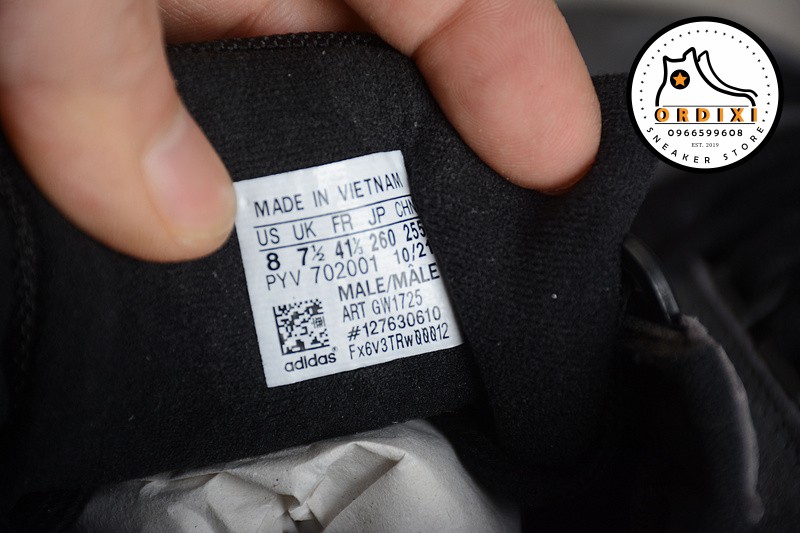 MADE IN VIETNAM
US UK FR JP CHN
8 7½ 41⅓ 260 255
PYV 702001 10/21
MALE/MÂLE
ART GW1725
#127630610
Fx6v3TRwQQQ12
adidas®
ORDIXI
0966599608
EST. 2019
SNEAKER STORE